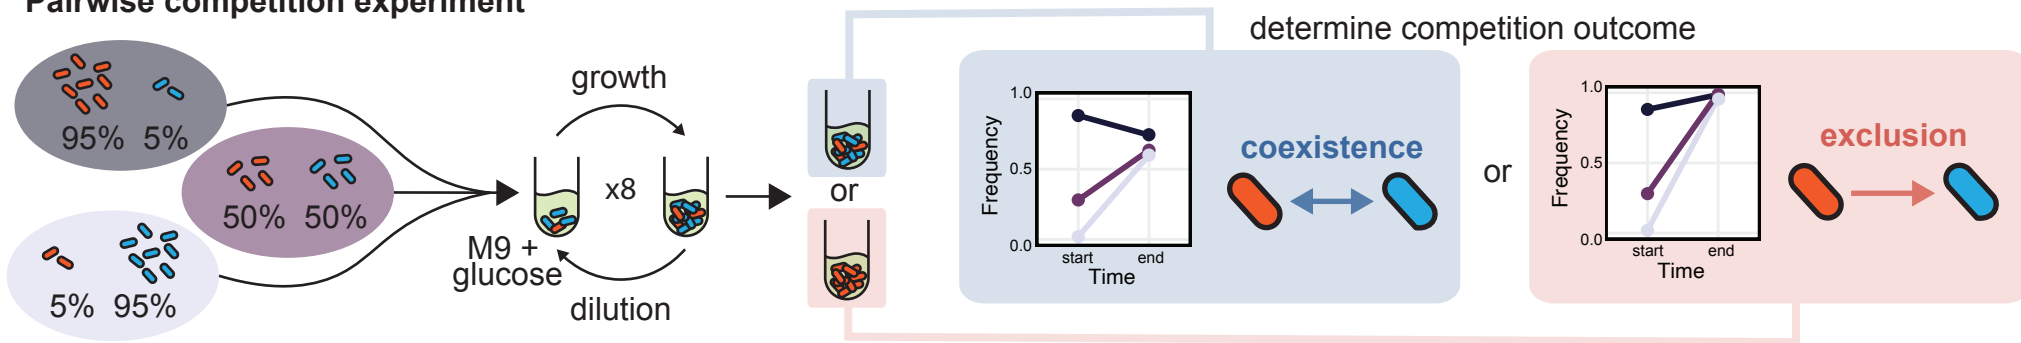 Pairwise competition experiment
95% 5%
50% 50%
5% 95%
growth
x8
M9 +
glucose
dilution
or
determine competition outcome
Frequency
1.0
0.5
0.0
start end
Time
coexistence
or
Frequency
1.0
0.5
0.0
start end
Time
exclusion